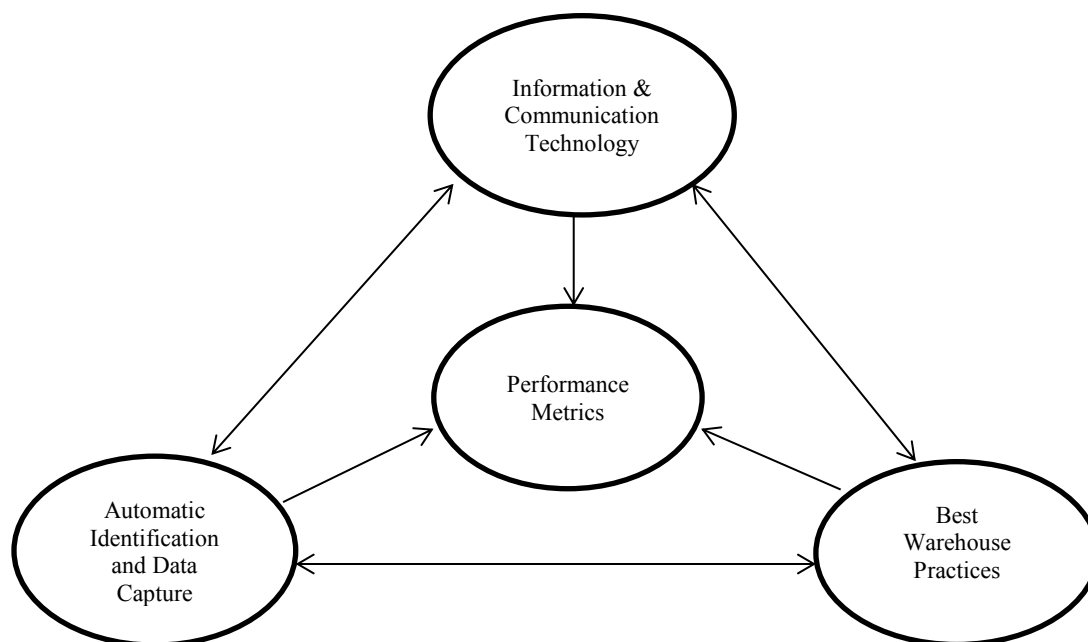 Information &
Communication
Technology
Performance
Metrics
Automatic
Identification
and Data
Capture
Best
Warehouse
Practices